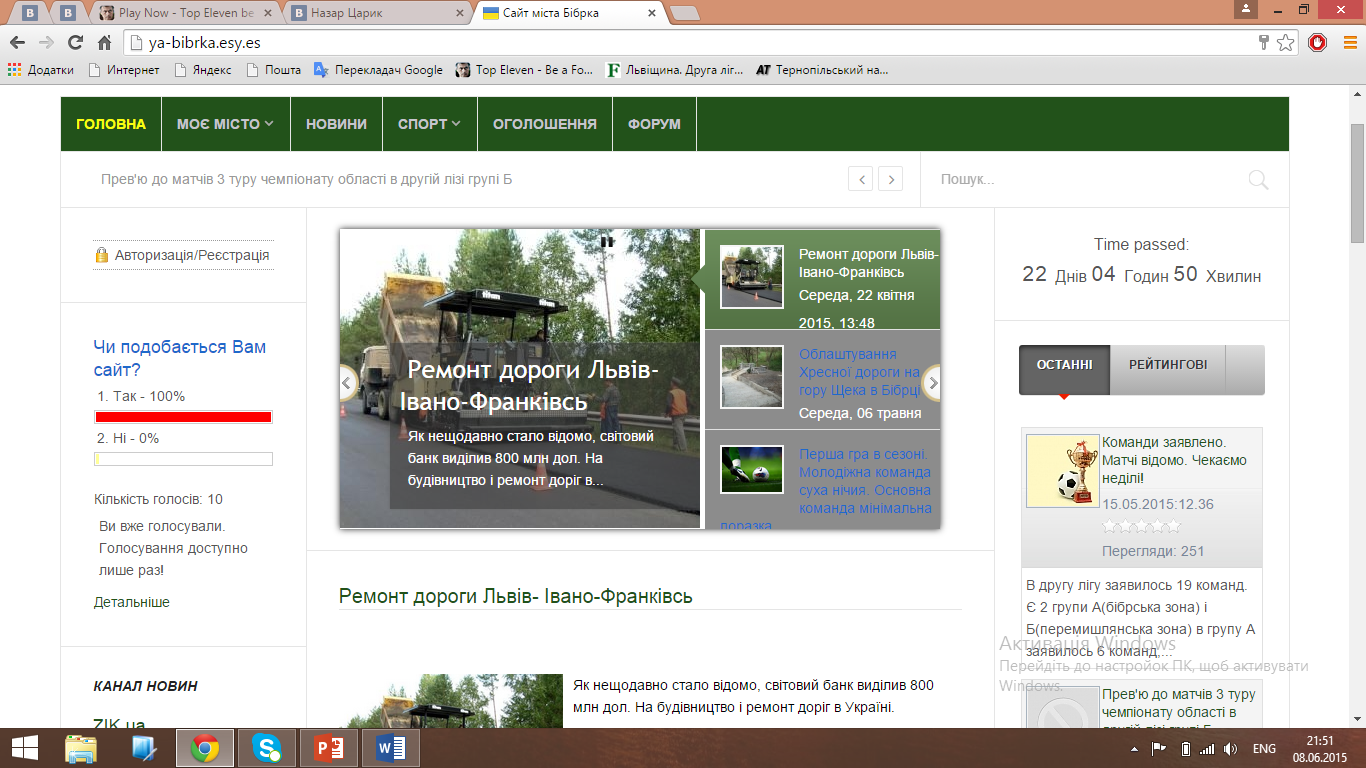 Play Now - Top Eleven be
Назар Царик
Сайт міста Бібрка
ya-bibrka.esy.es
Додатки
Интернет
Яндекс
Пошта
Перекладач Google
Top Eleven - Be a Fo...
Львіщина. Друга ліг...
Тернопільський на...
ГОЛОВНА
МОЄ МІСТО
НОВИНИ
СПОРТ
ОГОЛОШЕННЯ
ФОРУМ
Прев'ю до матчів 3 туру чемпіонату області в другій лізі групі Б
Пошук...
Авторизація/Реєстрація
Чи подобається Вам
сайт?
1. Так - 100%
2. Ні - 0%
Кількість голосів: 10
Ви вже голосували.
Голосування доступно
лише раз!
Детальніше
КАНАЛ НОВИН
ZIK.ua
Ремонт дороги Львів-
Івано-Франківсь
Як нещодавно стало відомо, світовий
банк виділив 800 млн дол. На
будівництво і ремонт доріг в...
Ремонт дороги Львів-
Івано-Франківсь
Середа, 22 квітня
2015, 13:48
Облаштування
Хресної дороги на
гору Щека в Бібрці
Середа, 06 травня
Перша гра в сезоні.
Молодіжна команда
суха нічия. Основна
команда мінімальна
поразка
Ремонт дороги Львів- Івано-Франківсь
Як нещодавно стало відомо, світовий банк виділив 800
млн дол. На будівництво і ремонт доріг в Україні.
Time passed:
22 Днів 04 Годин 50 Хвилин
ОСТАННІ
РЕЙТИНГОВІ
Команди заявлено.
Матчі відомо. Чекаємо
неділі!
15.05.2015:12.36
Перегляди: 251
В другу лігу заявилось 19 команд.
Є 2 групи А(бібрська зона) і
Б(перемишлянська зона) в групу А
заявилось 6 команд,...
Прев'ю до матчів 3 туру
чемпіонату області в
другій лізі групі Б
Активація Windows
Перейдіть до настройок ПК, щоб активувати
Windows.
ENG
21:51
08.06.2015